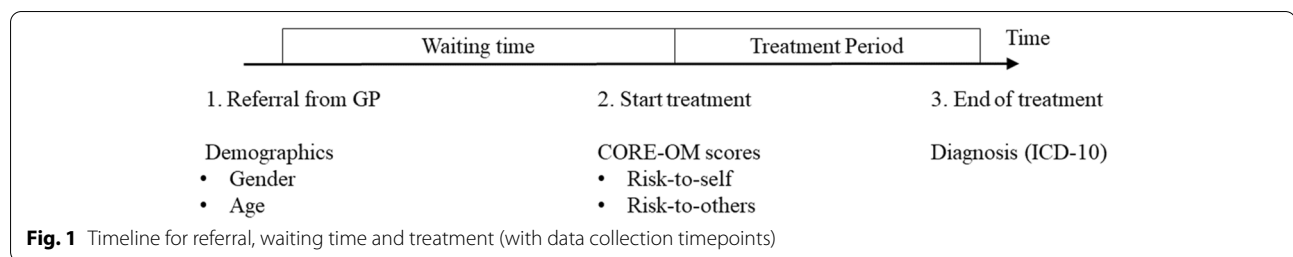 Waiting time Treatment Period Time
1. Referral from GP 2. Start treatment 3. End of treatment
Demographics CORE-OM scores Diagnosis (ICD-10)
• Gender • Risk-to-self
• Age • Risk-to-others
Fig. 1 Timeline for referral, waiting time and treatment (with data collection timepoints)